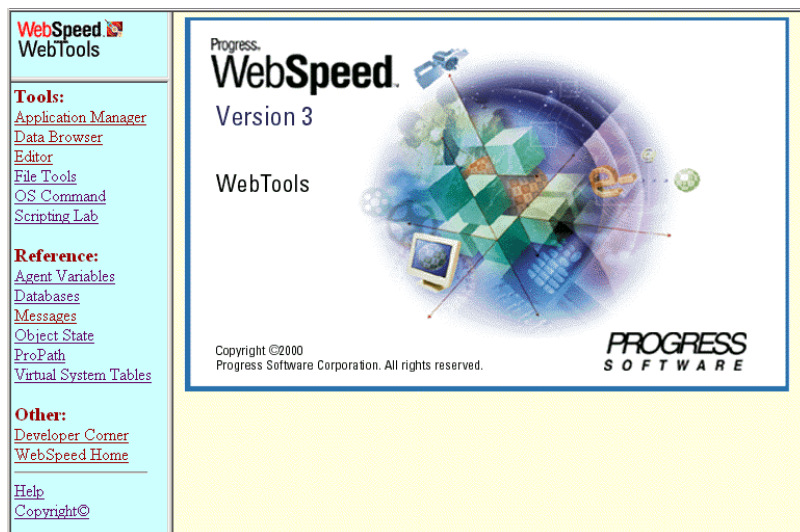 WebSpeed
WebTools
Tools:
Application Manager
Data Browser
Editor
File Tools
OS Command
Scripting Lab
Reference:
Agent Variables
Databases
Messages
Object State
ProPath
Virtual System Tables
Other:
Developer Corner
WebSpeed Home
Help
Copyright©
Progress.
WebSpeed™
Version 3
WebTools
Copyright ©2000
Progress Software Corporation. All rights reserved.
PROGRESS
SOFTWARE